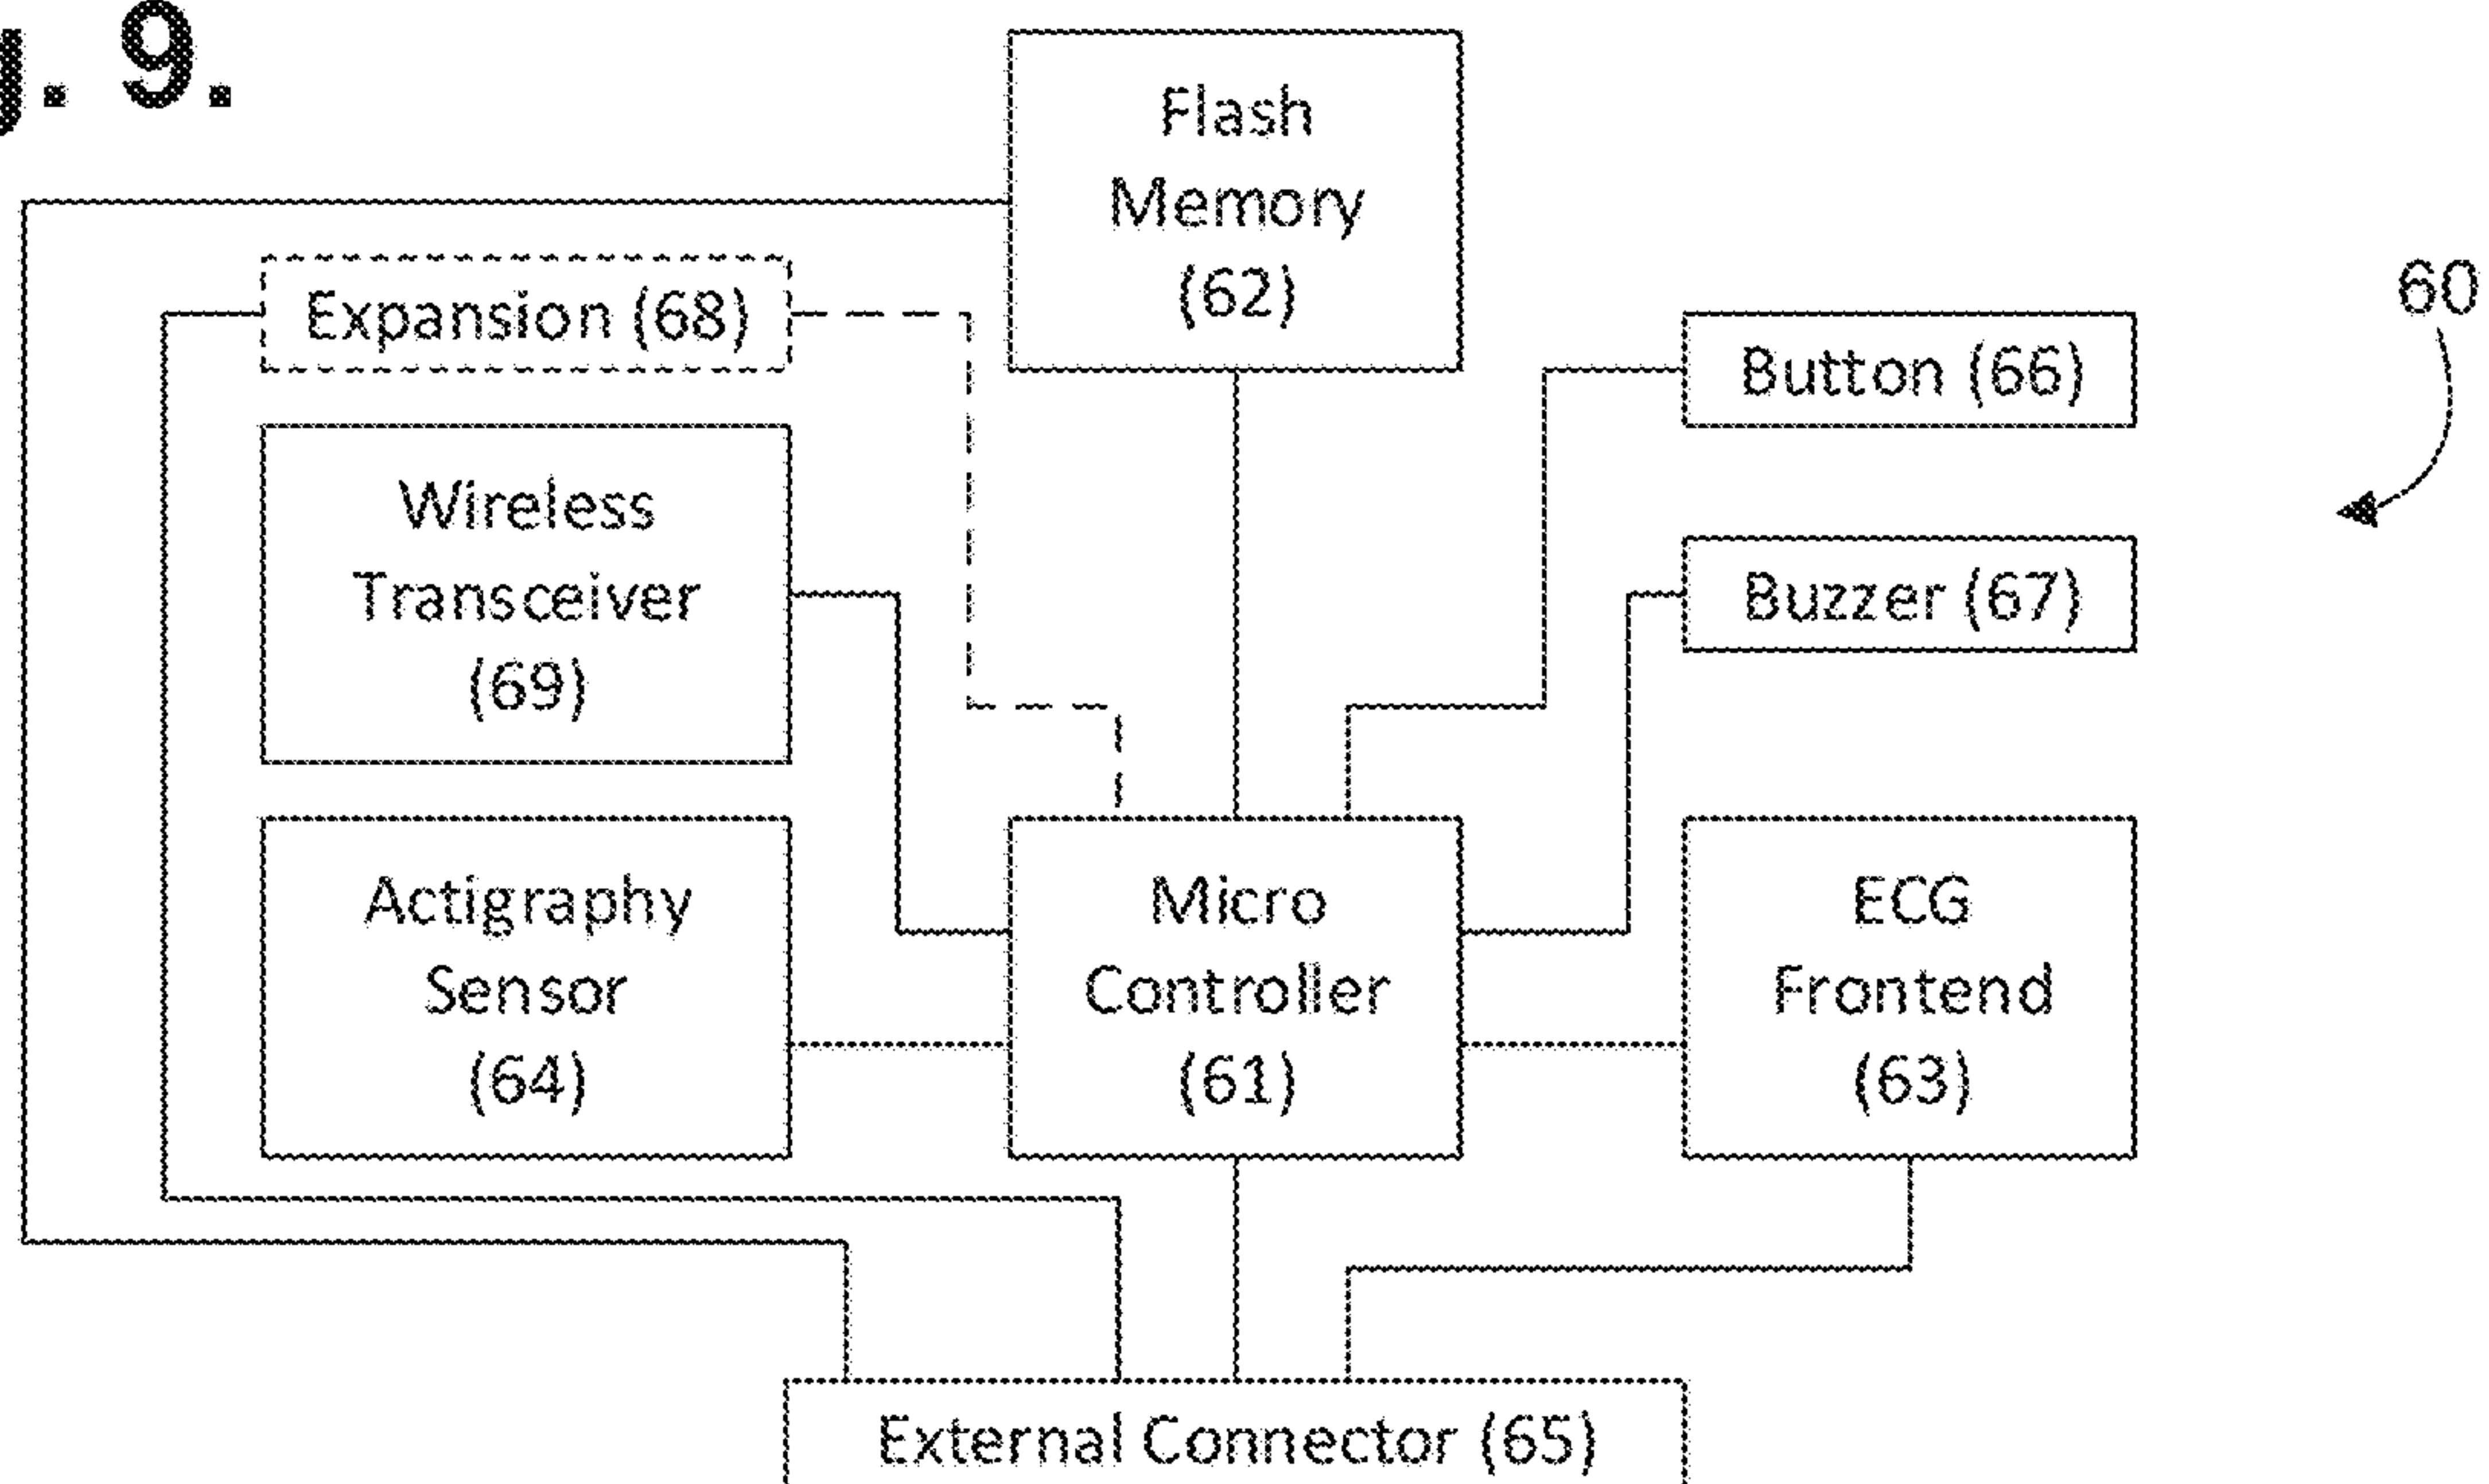 g. 9.
Flash
Memory
(62)
Expansion (68)
60
Button (66)
Wireless
Transceiver
(69)
Buzzer (67)
Actigraphy
Sensor
(64)
Micro
Controller
(61)
ECG
Frontend
(63)
External Connector (65)